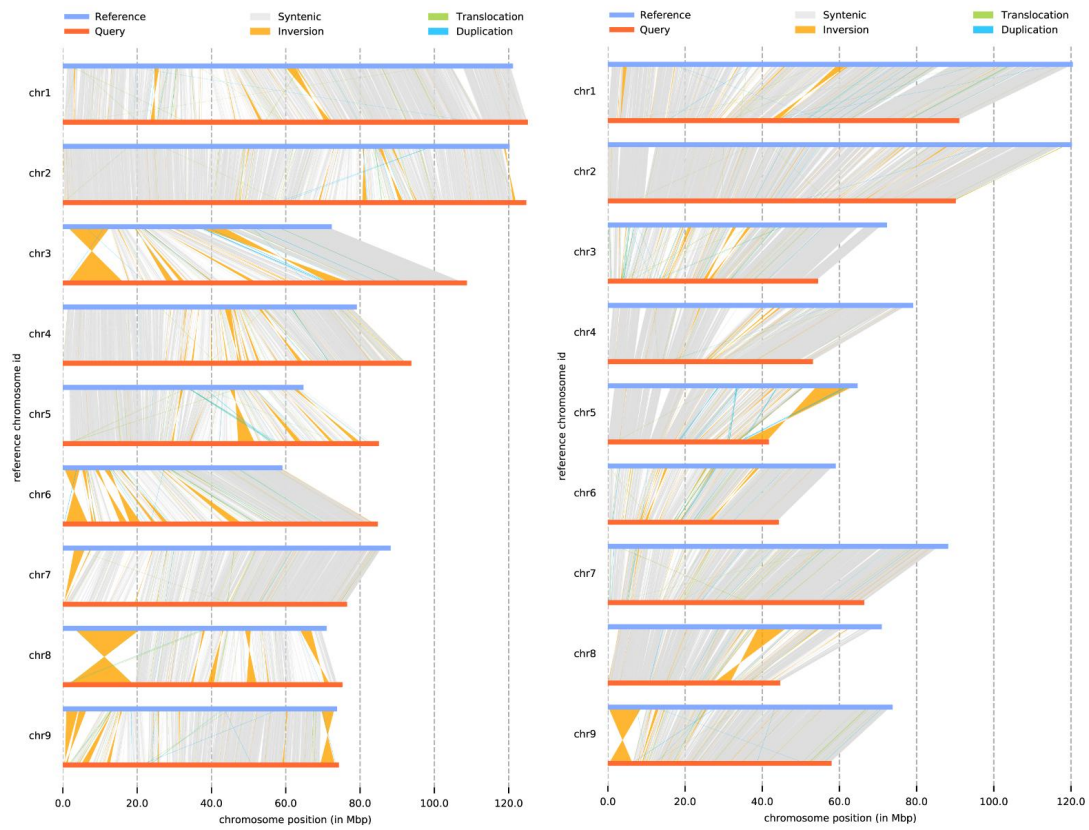 Reference Syntenic Translocation
Query Inversion Duplication
chr1
chr2
chr3
chr4
chr5
chr6
chr7
chr8
chr9
reference chromosome id
0.0 20.0 40.0 60.0 80.0 100.0 120.0
chromosome position (in Mbp)
Reference Syntenic Translocation
Query Inversion Duplication
chr1
chr2
chr3
chr4
chr5
chr6
chr7
chr8
chr9
reference chromosome id
0.0 20.0 40.0 60.0 80.0 100.0 120.0
chromosome position (in Mbp)